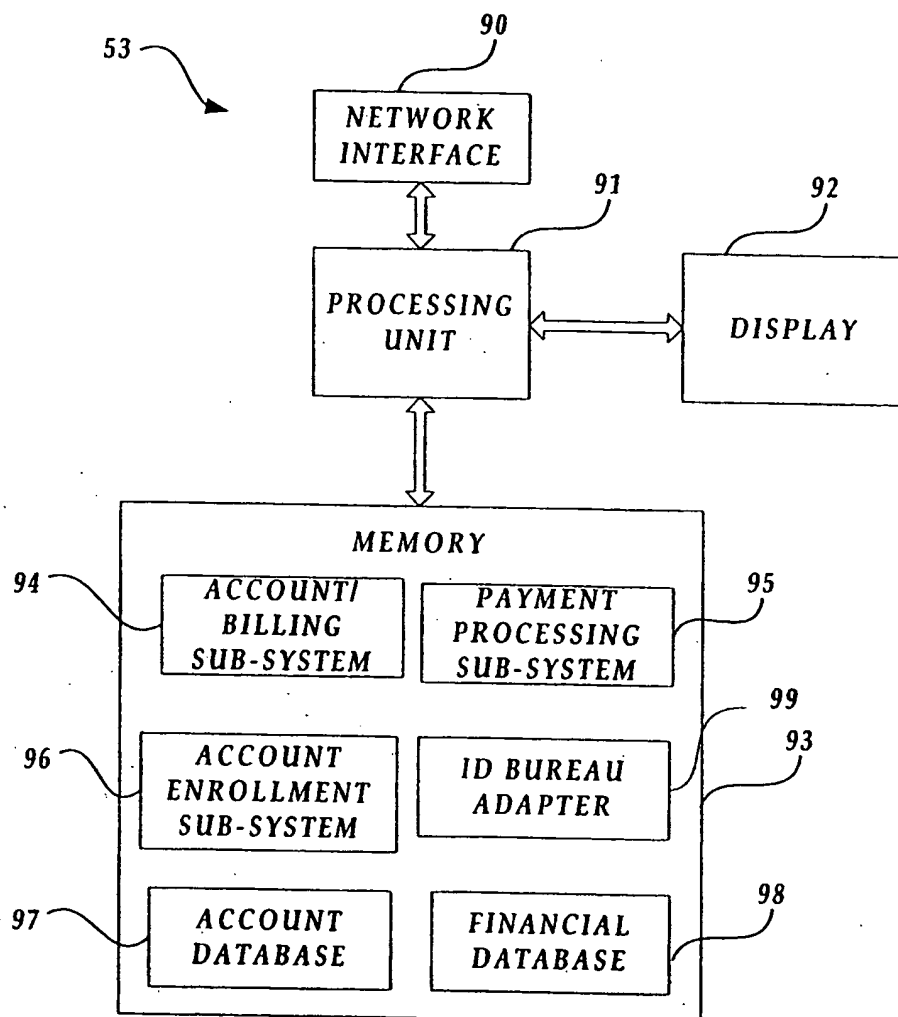 53
90
NETWORK
INTERFACE
91
92
PROCESSING
UNIT
DISPLAY
MEMORY
94
ACCOUNT/
BILLING
SUB-SYSTEM
PAYMENT
PROCESSING
SUB-SYSTEM
95
99
96
ACCOUNT
ENROLLMENT
SUB-SYSTEM
ID BUREAU
ADAPTER
93
97
ACCOUNT
DATABASE
FINANCIAL
DATABASE
98